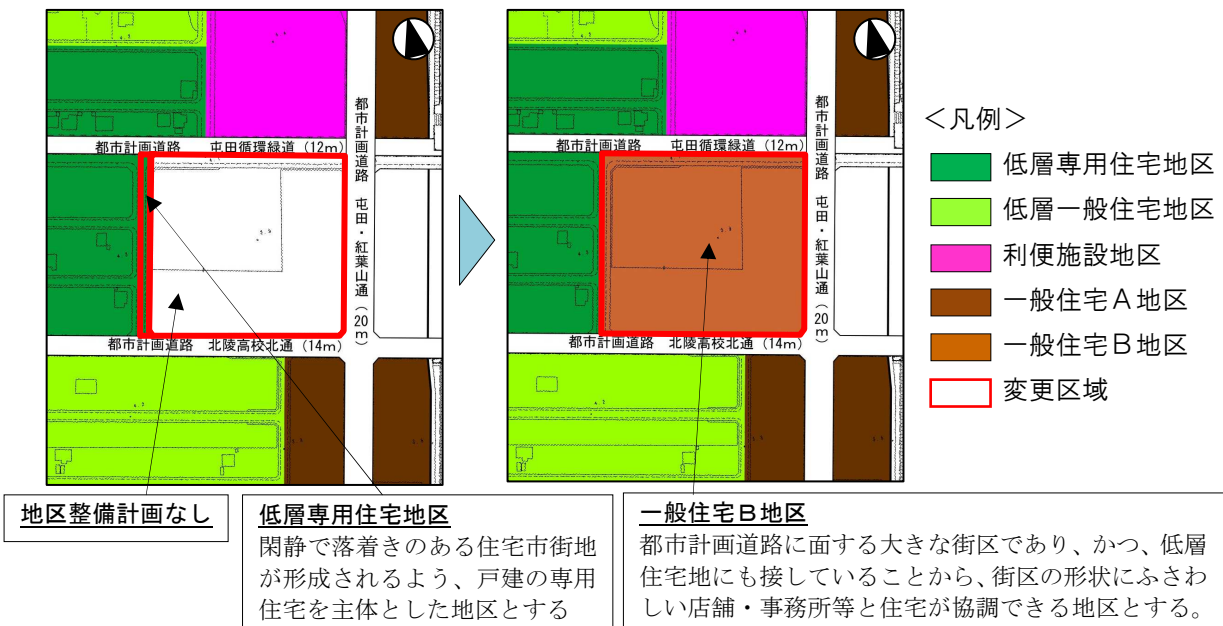 都市計画道路 屯田循環緑道（12m）
都市計画道路 屯田・紅葉山通（20m）
都市計画道路 北陵高校北通（14m）
都市計画道路 屯田循環緑道（12m）
都市計画道路 屯田・紅葉山通（20m）
都市計画道路 北陵高校北通（14m）
＜凡例＞
低層専用住宅地区
低層一般住宅地区
利便施設地区
一般住宅Ａ地区
一般住宅Ｂ地区
変更区域
地区整備計画なし
低層専用住宅地区
閑静で落着きのある住宅市街地
が形成されるよう、戸建の専用
住宅を主体とした地区とする
一般住宅Ｂ地区
都市計画道路に面する大きな街区であり、かつ、低層
住宅地にも接していることから、街区の形状にふさわ
しい店舗・事務所等と住宅が協調できる地区とする。